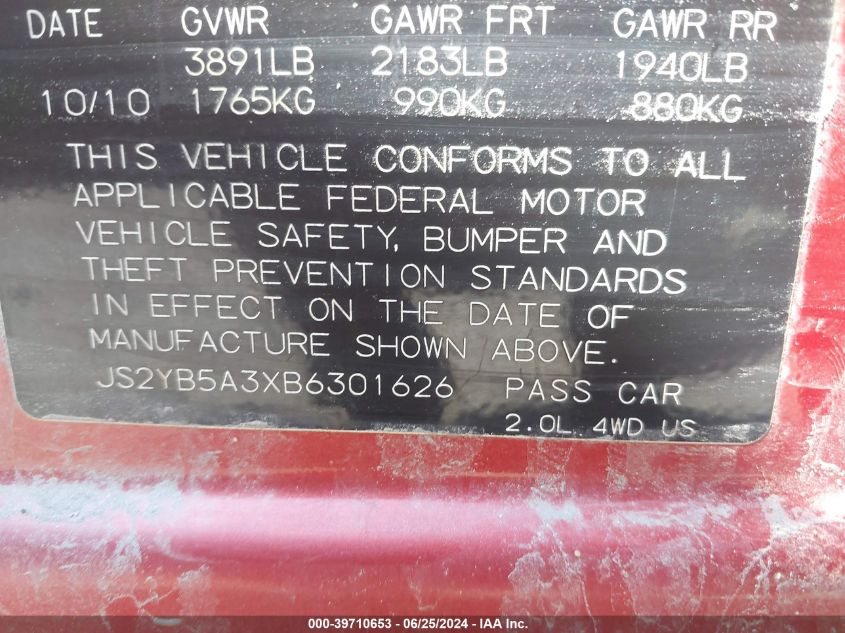 DATE GVWR GAWR FRT GAWR RR
3891LB 2183LB 1940LB
10/10 1765KG 990KG 880KG
THIS VEHICLE CONFORMS TO ALL
APPLICABLE FEDERAL MOTOR
VEHICLE SAFETY, BUMPER AND
THEFT PREVENTION STANDARDS
IN EFFECT ON THE DATE OF
MANUFACTURE SHOWN ABOVE.
JS2YB5A3XB6301626 PASS CAR
2.0L 4WD US
000-39710653 - 06/25/2024 - IAA Inc.